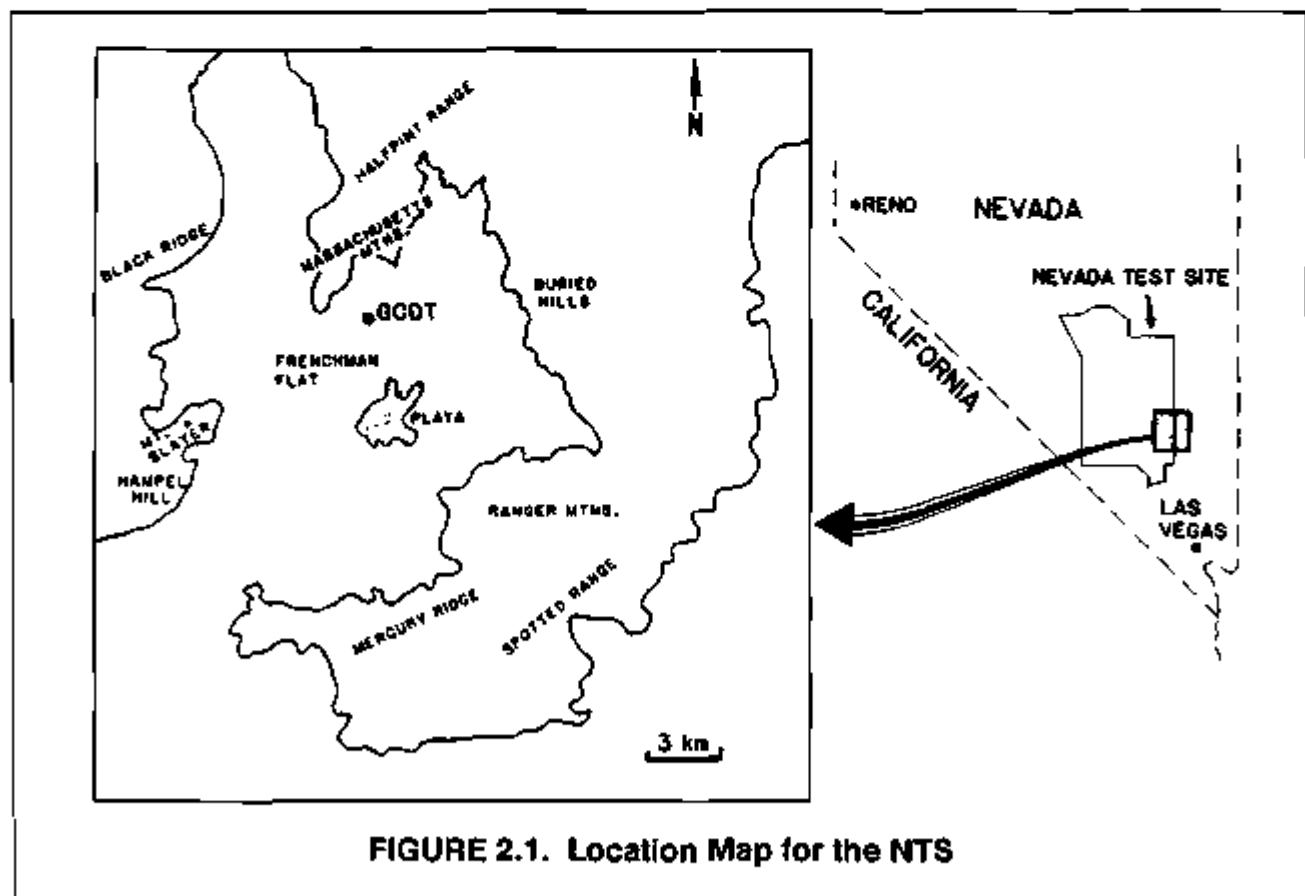 N
HALFPINT RANGE
MASSACHUSETTS
MTNS.
BLACK RIDGE
BURIED
HILLS
GCDT
FRENCHMAN
FLAT
PLAYA
SLAYER
HAMPEL
HILL
RANGER MTNS.
MERCURY RIDGE
SPOTTED RANGE
3 km
RENO
NEVADA
NEVADA TEST SITE
CALIFORNIA
LAS
VEGAS
FIGURE 2.1. Location Map for the NTS